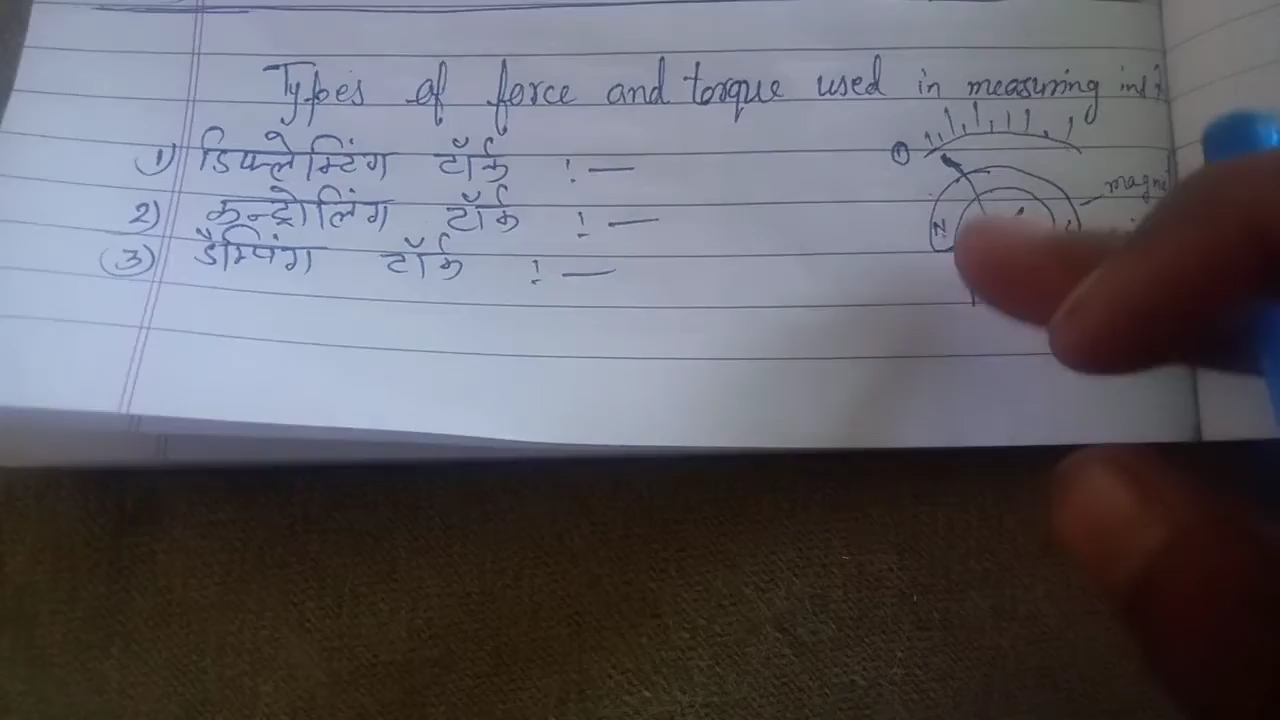 Types of force and torque used in measuring
1) डिफ्लेक्टिंग टॉर्क :—
2) कन्ट्रोलिंग टॉर्क :—
(3) डैम्पिंग टॉर्क :—
N